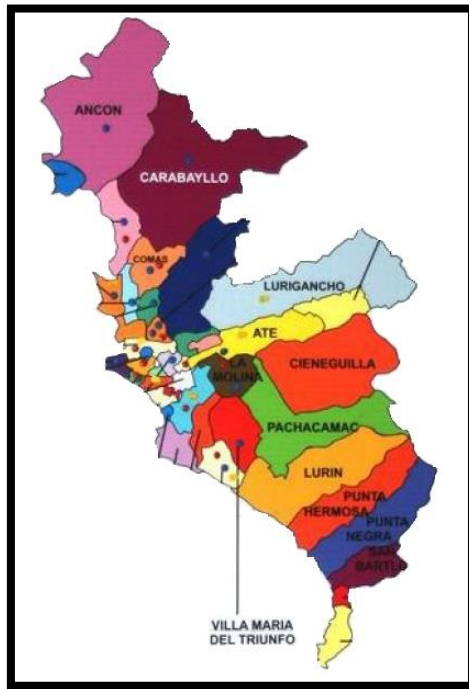 ANCON
CARABAYLLO
COMAS
LURIGANCHO
ATE
LA
MOLINA
CIENEGUILLA
PACHACAMAC
LURIN
PUNTA
HERMOSA
PUNTA
NEGRA
SAN
BARTLO
VILLA MARIA
DEL TRIUNFO